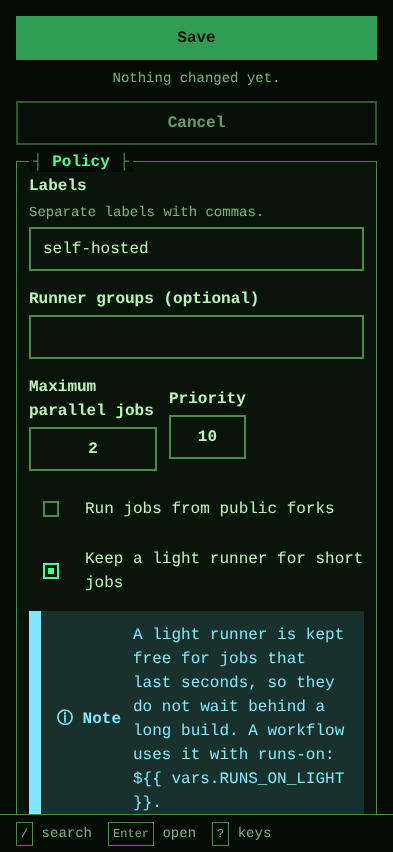 Save
Nothing changed yet.
Cancel
Policy
Labels
Separate labels with commas.
self-hosted
Runner groups (optional)
Maximum
parallel jobs
Priority
2
10
Run jobs from public forks
Keep a light runner for short
jobs
ⓘ Note
A light runner is kept
free for jobs that
last seconds, so they
do not wait behind a
long build. A workflow
uses it with runs-on:
${{ vars.RUNS_ON_LIGHT
}}.
/ search Enter open ? keys